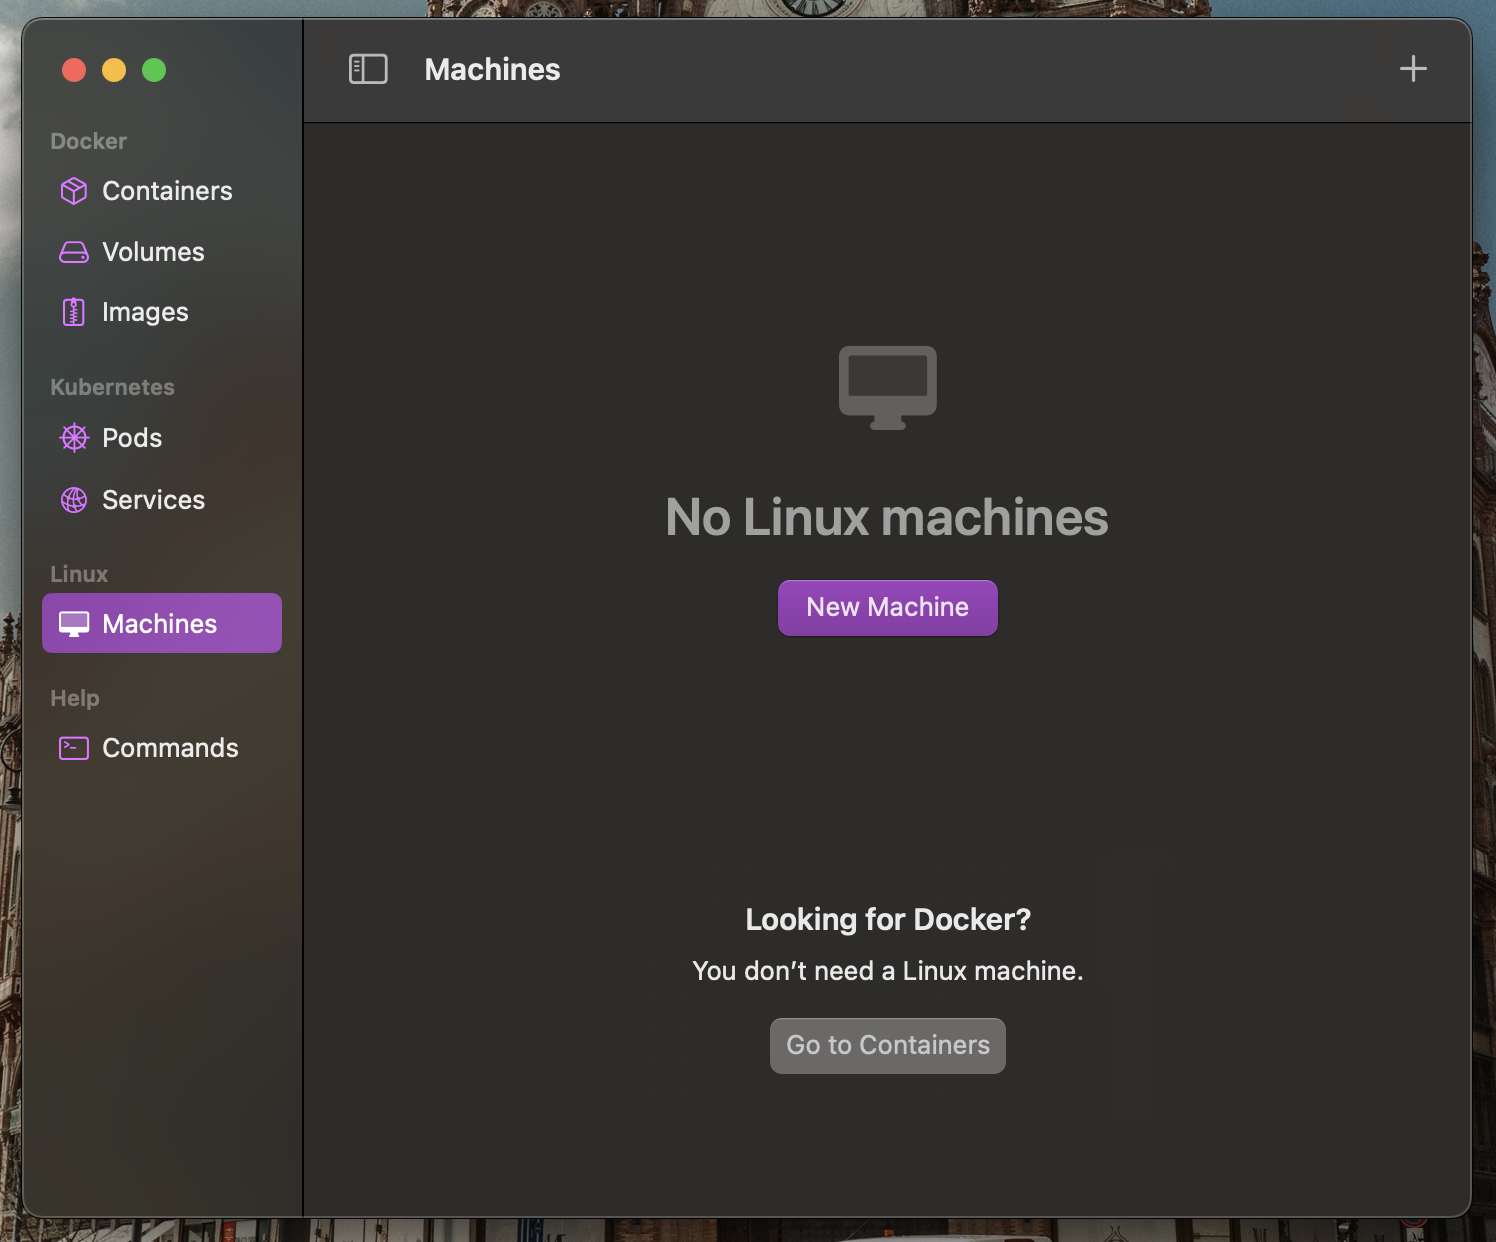 Machines
Docker
Containers
Volumes
Images
Kubernetes
Pods
Services
Linux
Machines
Help
Commands
No Linux machines
New Machine
Looking for Docker?
You don’t need a Linux machine.
Go to Containers